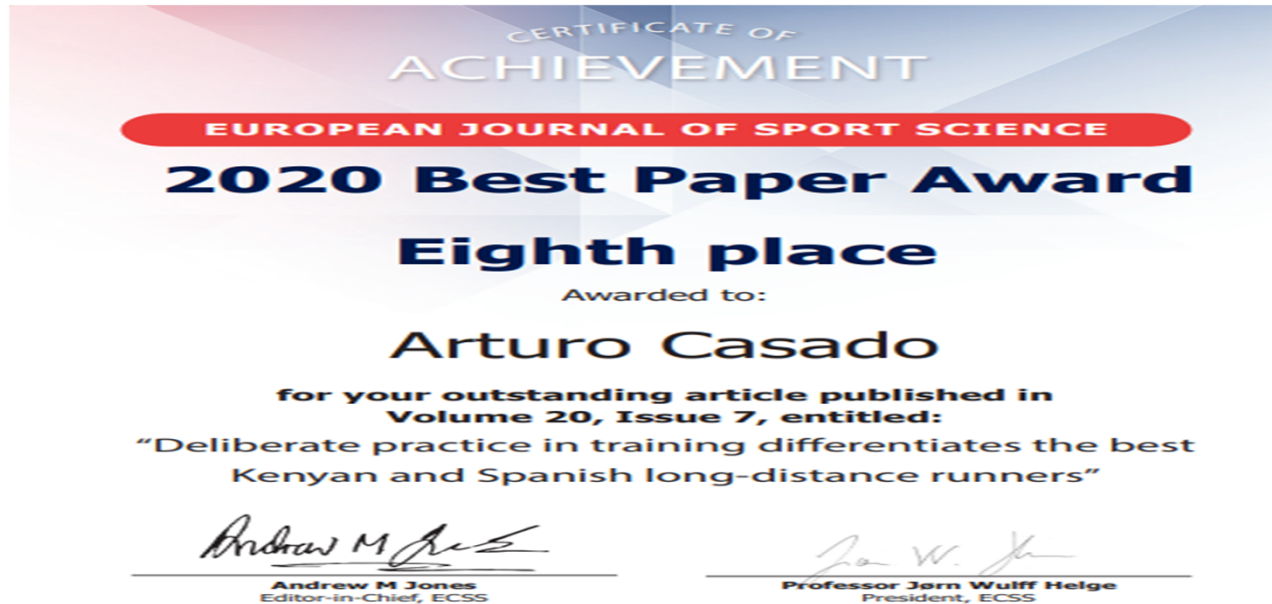 CERTIFICATE OF
ACHIEVEMENT
EUROPEAN JOURNAL OF SPORT SCIENCE
2020 Best Paper Award
Eighth place
Awarded to:
Arturo Casado
for your outstanding article published in
Volume 20, Issue 7, entitled:
“Deliberate practice in training differentiates the best
Kenyan and Spanish long-distance runners”
Andrew M Jones
Editor-in-Chief, ECSS
Professor Jørn Wulff Helge
President, ECSS